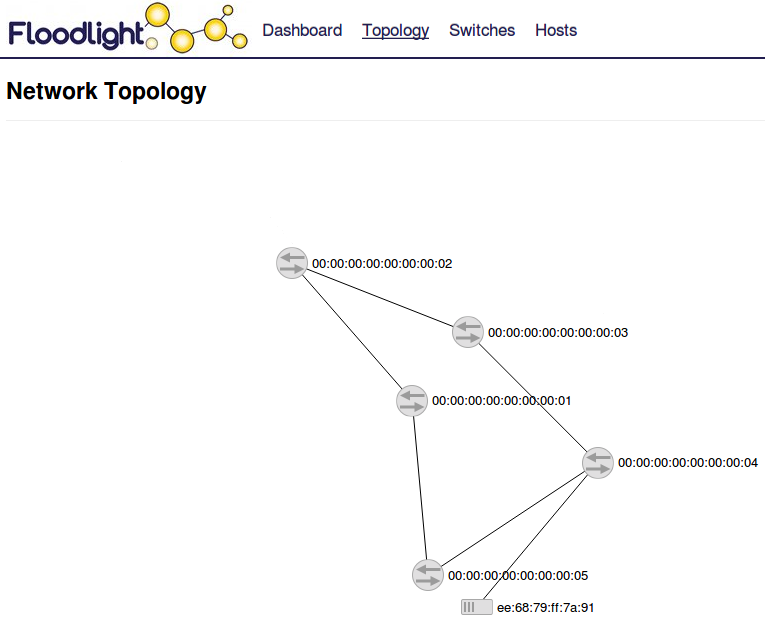 Floodlight Dashboard Topology Switches Hosts
Network Topology
00:00:00:00:00:00:00:02
00:00:00:00:00:00:00:03
00:00:00:00:00:00:00:01
00:00:00:00:00:00:00:04
00:00:00:00:00:00:00:05
ee:68:79:ff:7a:91